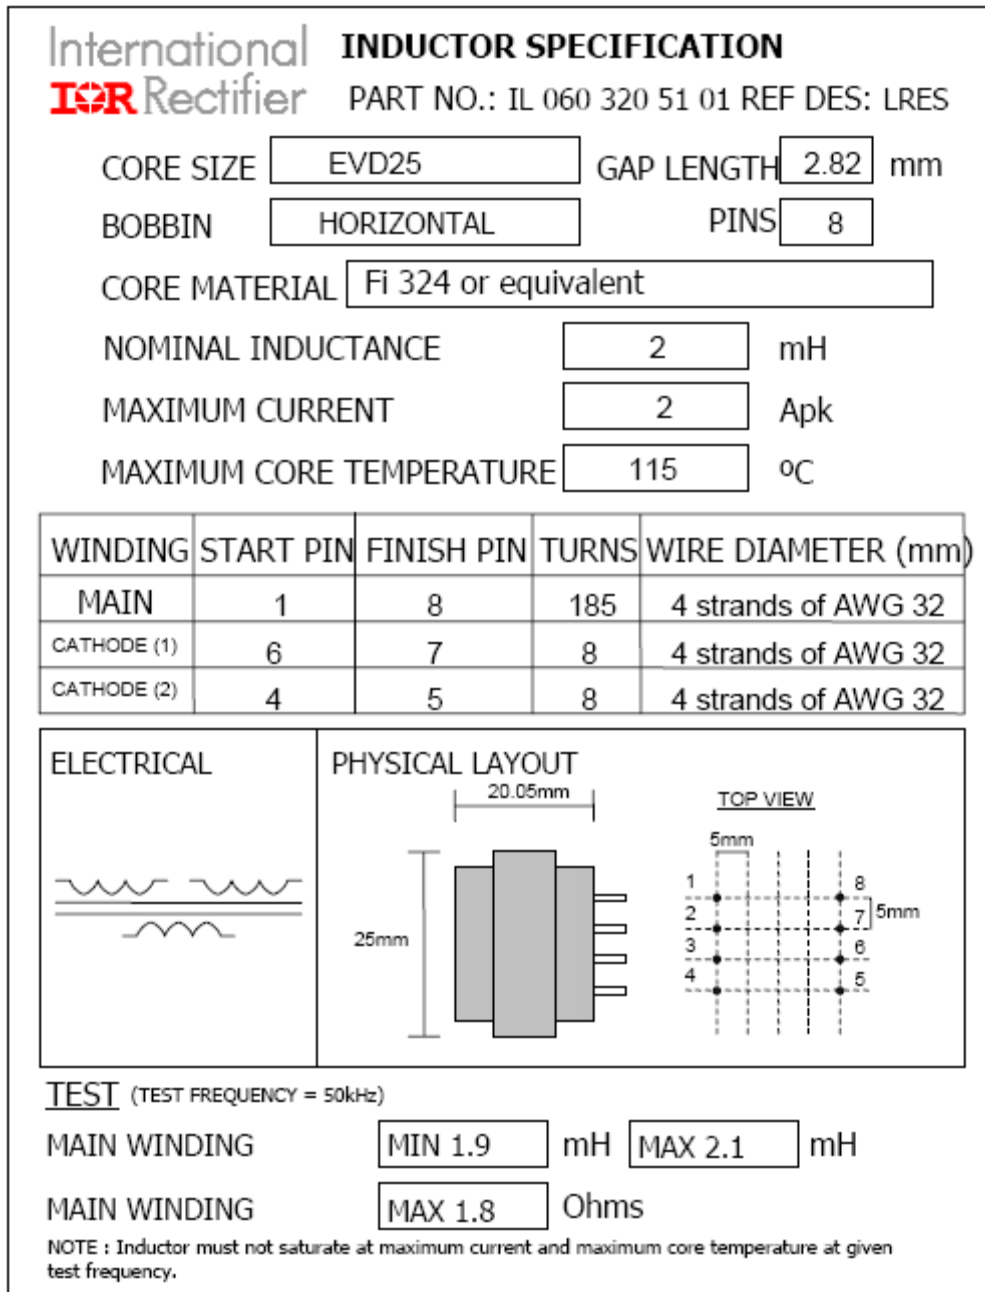 International INDUCTOR SPECIFICATION
IOR Rectifier PART NO.: IL 060 320 51 01 REF DES: LRES
CORE SIZE EVD25 GAP LENGTH 2.82 mm
BOBBIN HORIZONTAL PINS 8
CORE MATERIAL Fi 324 or equivalent
NOMINAL INDUCTANCE 2 mH
MAXIMUM CURRENT 2 Apk
MAXIMUM CORE TEMPERATURE 115 ºC
WINDING START PIN FINISH PIN TURNS WIRE DIAMETER (mm)
MAIN 1 8 185 4 strands of AWG 32
CATHODE (1) 6 7 8 4 strands of AWG 32
CATHODE (2) 4 5 8 4 strands of AWG 32
ELECTRICAL PHYSICAL LAYOUT
20.05mm TOP VIEW
5mm
1 8
2 7 5mm
25mm 3 6
4 5
TEST (TEST FREQUENCY = 50kHz)
MAIN WINDING MIN 1.9 mH MAX 2.1 mH
MAIN WINDING MAX 1.8 Ohms
NOTE : Inductor must not saturate at maximum current and maximum core temperature at given
test frequency.